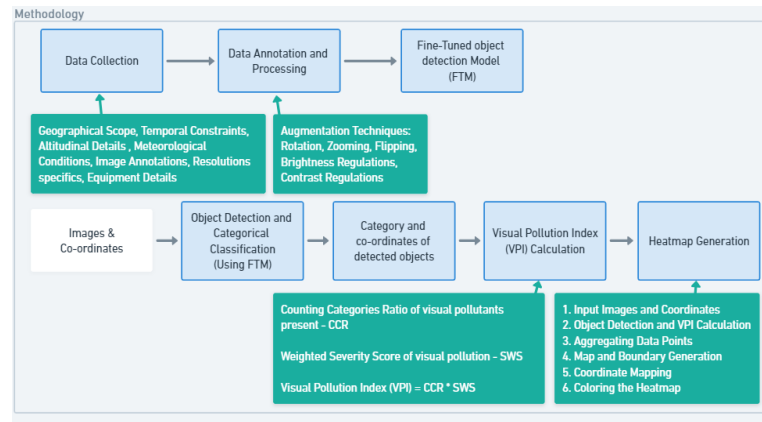 Methodology
Data Collection
Data Annotation and
Processing
Fine-Tuned object
detection Model
(FTM)
Geographical Scope, Temporal Constraints,
Altitudinal Details , Meteorological
Conditions, Image Annotations, Resolutions
specifics, Equipment Details
Augmentation Techniques:
Rotation, Zooming, Flipping,
Brightness Regulations,
Contrast Regulations
Images &
Co-ordinates
Object Detection and
Categorical
Classification
(Using FTM)
Category and
co-ordinates of
detected objects
Visual Pollution Index
(VPI) Calculation
Heatmap Generation
Counting Categories Ratio of visual pollutants
present - CCR
Weighted Severity Score of visual pollution - SWS
Visual Pollution Index (VPI) = CCR * SWS
1. Input Images and Coordinates
2. Object Detection and VPI Calculation
3. Aggregating Data Points
4. Map and Boundary Generation
5. Coordinate Mapping
6. Coloring the Heatmap